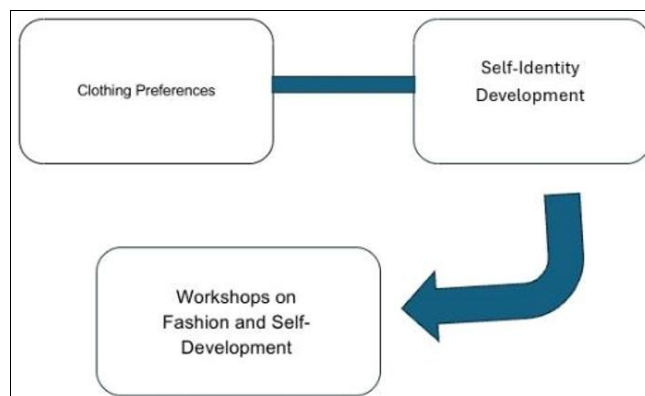 Clothing Preferences
Self-Identity
Development
Workshops on
Fashion and Self-
Development